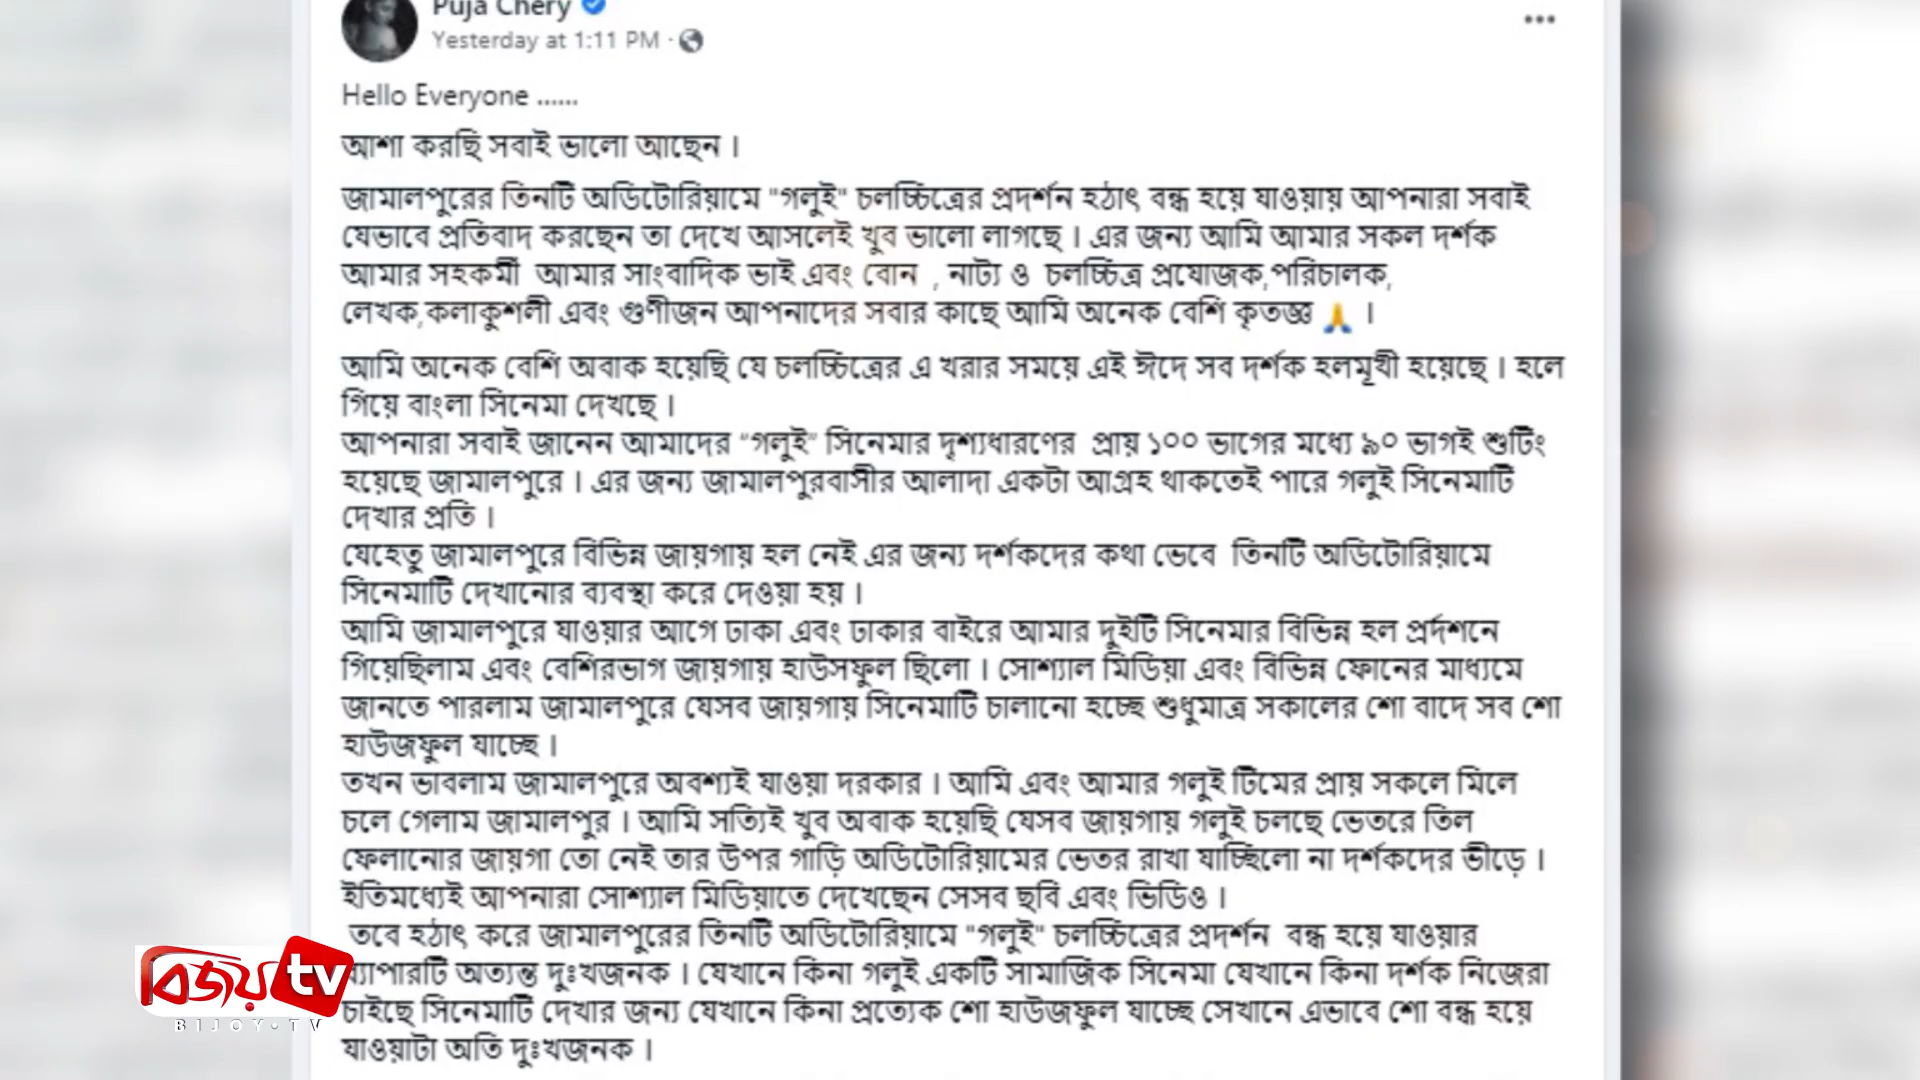 Puja Chery
Yesterday at 1:11 PM ·
Hello Everyone ......
আশা করছি সবাই ভালো আছেন ।
জামালপুরের তিনটি অডিটোরিয়ামে "গলুই" চলচ্চিত্রের প্রদর্শন হঠাৎ বন্ধ হয়ে যাওয়ায় আপনারা সবাই
যেভাবে প্রতিবাদ করছেন তা দেখে আসলেই খুব ভালো লাগছে । এর জন্য আমি আমার সকল দর্শক
আমার সহকর্মী আমার সাংবাদিক ভাই এবং বোন , নাট্য ও চলচ্চিত্র প্রযোজক,পরিচালক,
লেখক,কলাকুশলী এবং গুণীজন আপনাদের সবার কাছে আমি অনেক বেশি কৃতজ্ঞ 🙏 ।
আমি অনেক বেশি অবাক হয়েছি যে চলচ্চিত্রের এ খরার সময়ে এই ঈদে সব দর্শক হলমূখী হয়েছে । হলে
গিয়ে বাংলা সিনেমা দেখছে ।
আপনারা সবাই জানেন আমাদের "গলুই" সিনেমার দৃশ্যধারণের প্রায় ১০০ ভাগের মধ্যে ৯০ ভাগই শুটিং
হয়েছে জামালপুরে । এর জন্য জামালপুরবাসীর আলাদা একটা আগ্রহ থাকতেই পারে গলুই সিনেমাটি
দেখার প্রতি ।
যেহেতু জামালপুরে বিভিন্ন জায়গায় হল নেই এর জন্য দর্শকদের কথা ভেবে তিনটি অডিটোরিয়ামে
সিনেমাটি দেখানোর ব্যবস্থা করে দেওয়া হয় ।
আমি জামালপুরে যাওয়ার আগে ঢাকা এবং ঢাকার বাইরে আমার দুইটি সিনেমার বিভিন্ন হল প্রর্দশনে
গিয়েছিলাম এবং বেশিরভাগ জায়গায় হাউসফুল ছিলো । সোশ্যাল মিডিয়া এবং বিভিন্ন ফোনের মাধ্যমে
জানতে পারলাম জামালপুরে যেসব জায়গায় সিনেমাটি চালানো হচ্ছে শুধুমাত্র সকালের শো বাদে সব শো
হাউজফুল যাচ্ছে ।
তখন ভাবলাম জামালপুরে অবশ্যই যাওয়া দরকার । আমি এবং আমার গলুই টিমের প্রায় সকলে মিলে
চলে গেলাম জামালপুর । আমি সত্যিই খুব অবাক হয়েছি যেসব জায়গায় গলুই চলছে ভেতরে তিল
ফেলানোর জায়গা তো নেই তার উপর গাড়ি অডিটোরিয়ামের ভেতর রাখা যাচ্ছিলো না দর্শকদের ভীড়ে ।
ইতিমধ্যেই আপনারা সোশ্যাল মিডিয়াতে দেখেছেন সেসব ছবি এবং ভিডিও ।
তবে হঠাৎ করে জামালপুরের তিনটি অডিটোরিয়ামে "গলুই" চলচ্চিত্রের প্রদর্শন বন্ধ হয়ে যাওয়ার
ব্যাপারটি অত্যন্ত দুঃখজনক । যেখানে কিনা গলুই একটি সামাজিক সিনেমা যেখানে কিনা দর্শক নিজেরা
চাইছে সিনেমাটি দেখার জন্য যেখানে কিনা প্রত্যেক শো হাউজফুল যাচ্ছে সেখানে এভাবে শো বন্ধ হয়ে
যাওয়াটা অতি দুঃখজনক ।
বিজয় tv
BIJOY·TV